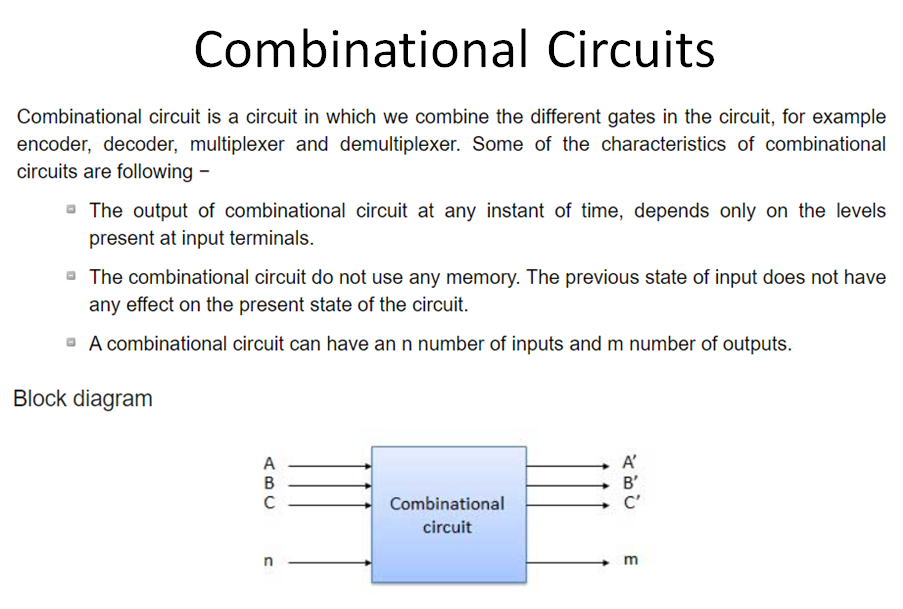 Combinational Circuits
Combinational circuit is a circuit in which we combine the different gates in the circuit, for example
encoder, decoder, multiplexer and demultiplexer. Some of the characteristics of combinational
circuits are following −
The output of combinational circuit at any instant of time, depends only on the levels
present at input terminals.
The combinational circuit do not use any memory. The previous state of input does not have
any effect on the present state of the circuit.
A combinational circuit can have an n number of inputs and m number of outputs.
Block diagram
A
B
C
n
Combinational
circuit
A′
B′
C′
m